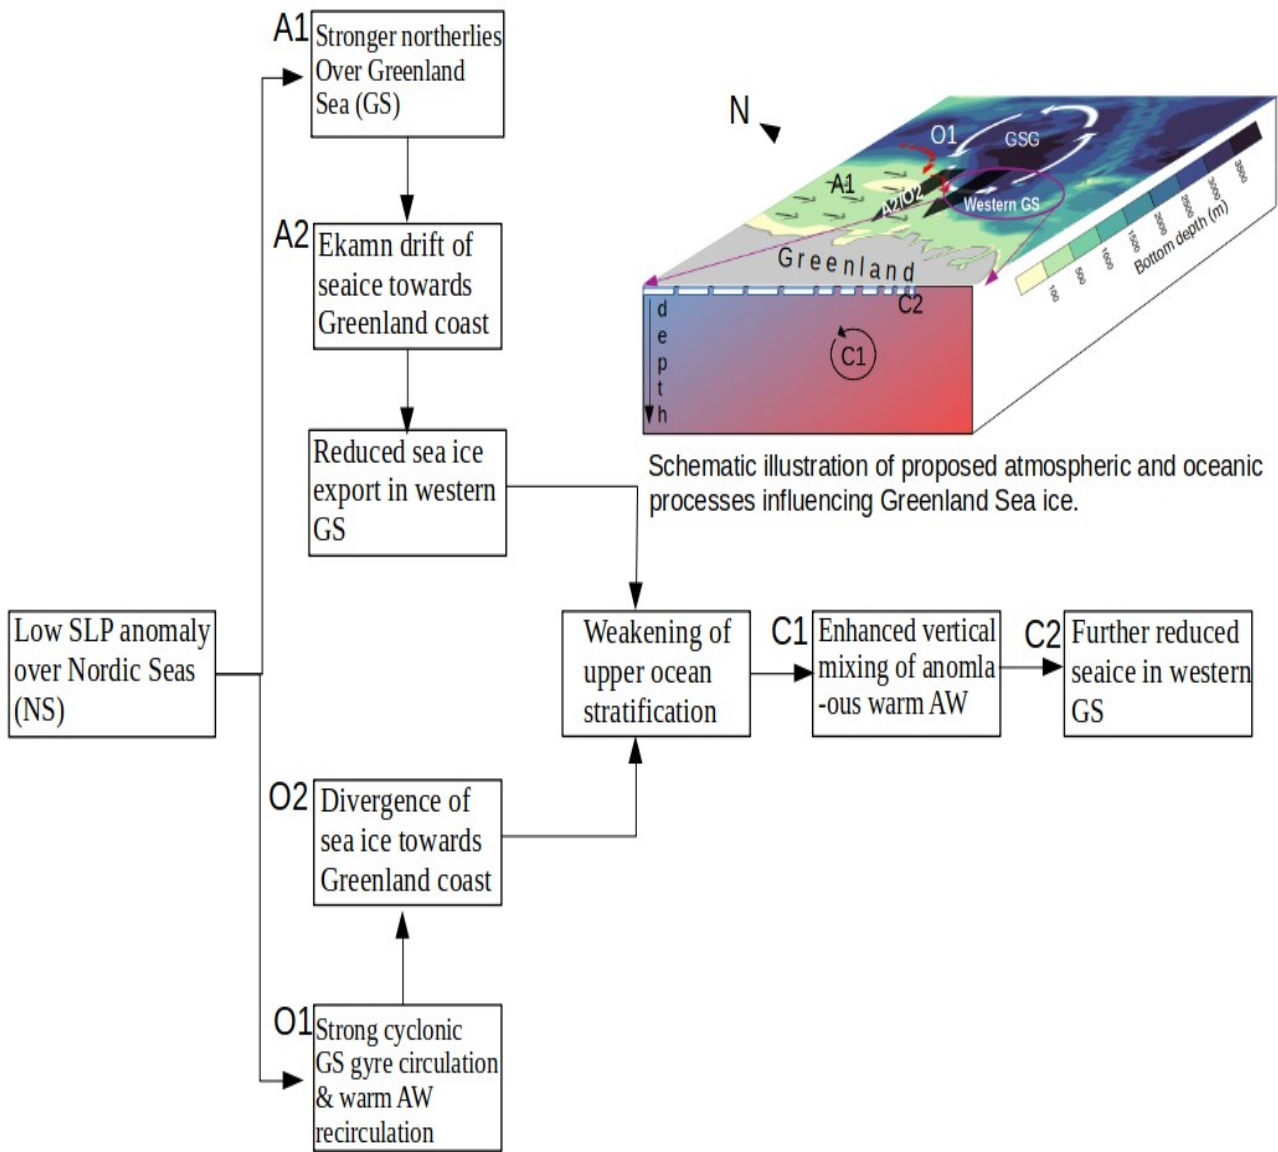 A1
Stronger northerlies
Over Greenland
Sea (GS)
A2
Ekamn drift of
seaice towards
Greenland coast
Reduced sea ice
export in western
GS
Low SLP anomaly
over Nordic Seas
(NS)
O2
Divergence of
sea ice towards
Greenland coast
O1
Strong cyclonic
GS gyre circulation
& warm AW
recirculation
Weakening of
upper ocean
stratification
C1
Enhanced vertical
mixing of anomla
-ous warm AW
C2
Further reduced
seaice in western
GS
N
O1
GSG
A1
A2/O2
Western GS
Greenland
C2
depth
C1
100
500
1000
1500
2000
2500
3000
3500
Bottom depth (m)
Schematic illustration of proposed atmospheric and oceanic
processes influencing Greenland Sea ice.